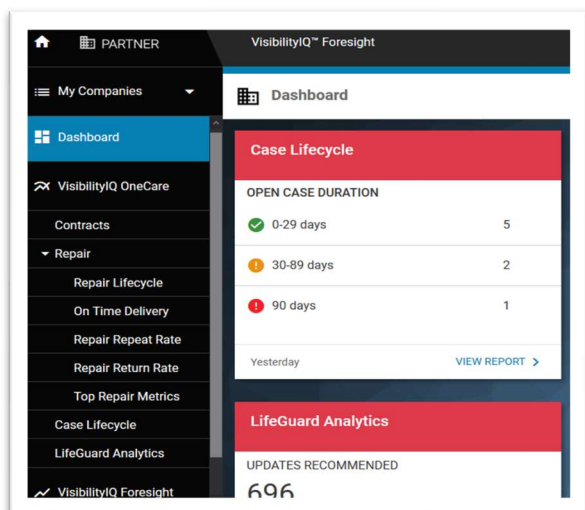 PARTNER
VisibilityIQ™ Foresight
My Companies
Dashboard
Dashboard
VisibilityIQ OneCare
Contracts
Repair
Repair Lifecycle
On Time Delivery
Repair Repeat Rate
Repair Return Rate
Top Repair Metrics
Case Lifecycle
LifeGuard Analytics
VisibilityIQ Foresight
Case Lifecycle
OPEN CASE DURATION
0-29 days 5
30-89 days 2
90 days 1
Yesterday VIEW REPORT
LifeGuard Analytics
UPDATES RECOMMENDED
696